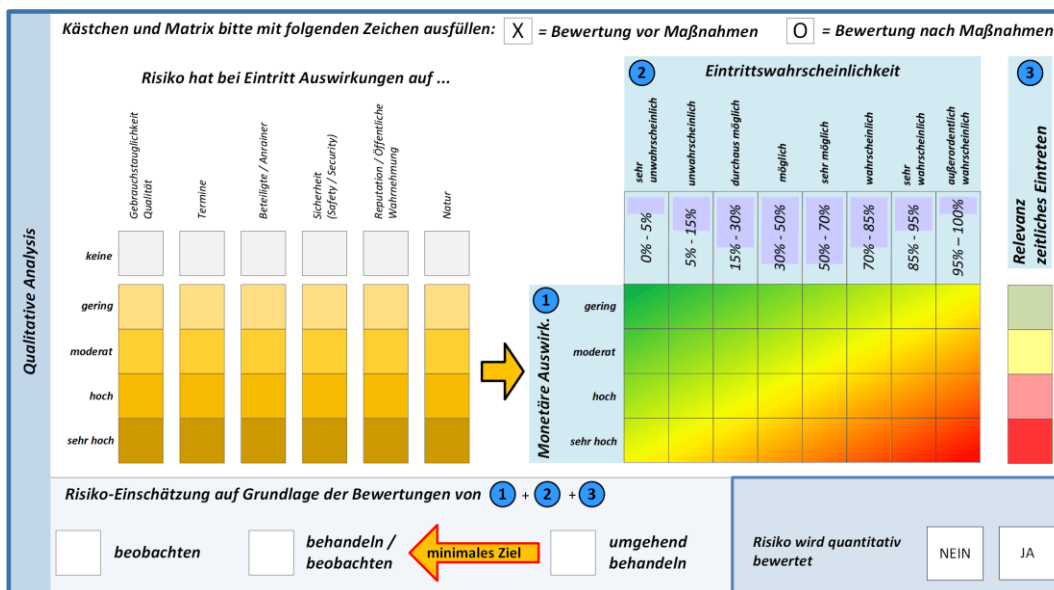 Kästchen und Matrix bitte mit folgenden Zeichen ausfüllen: X = Bewertung vor Maßnahmen O = Bewertung nach Maßnahmen
Qualitative Analysis
Risiko hat bei Eintritt Auswirkungen auf ...
Gebrauchstauglichkeit
Qualität
Termine
Beteiligte / Anrainer
Sicherheit
(Safety / Security)
Reputation / Öffentliche
Wahrnehmung
Natur
keine
gering
moderat
hoch
sehr hoch
2 Eintrittswahrscheinlichkeit
sehr
unwahrscheinlich
unwahrscheinlich
durchaus möglich
möglich
sehr möglich
wahrscheinlich
sehr
wahrscheinlich
außerordentlich
wahrscheinlich
0% - 5%
5% - 15%
15% - 30%
30% - 50%
50% - 70%
70% - 85%
85% - 95%
95% – 100%
1
Monetäre Auswirk.
gering
moderat
hoch
sehr hoch
3
Relevanz
zeitliches Eintreten
Risiko-Einschätzung auf Grundlage der Bewertungen von 1 + 2 + 3
beobachten
behandeln /
beobachten
minimales Ziel
umgehend
behandeln
Risiko wird quantitativ
bewertet
NEIN
JA